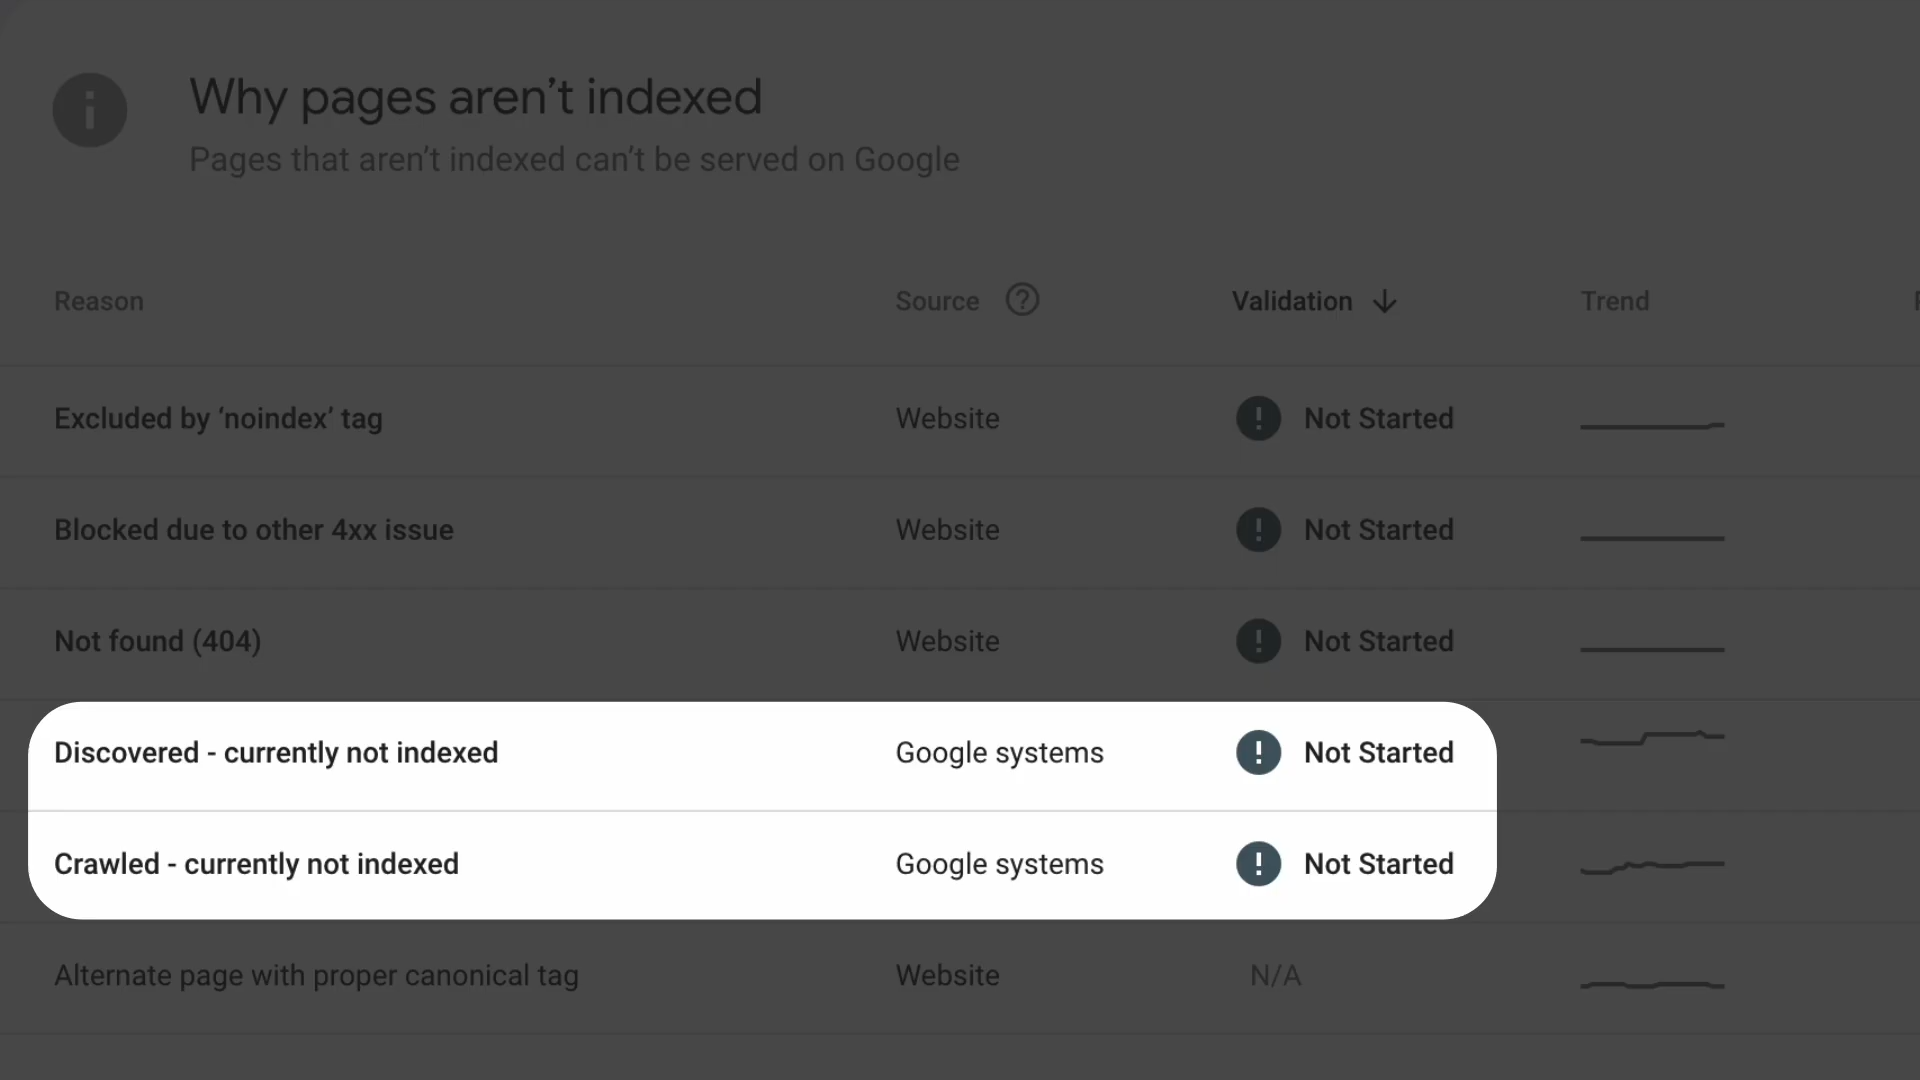 Why pages aren’t indexed
Pages that aren’t indexed can’t be served on Google
Reason Source Validation Trend
Excluded by ‘noindex’ tag Website Not Started
Blocked due to other 4xx issue Website Not Started
Not found (404) Website Not Started
Discovered - currently not indexed Google systems Not Started
Crawled - currently not indexed Google systems Not Started
Alternate page with proper canonical tag Website N/A